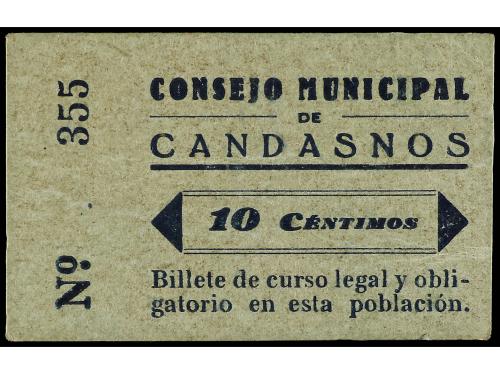 Nº 355
CONSEJO MUNICIPAL
DE
CANDASNOS
10 CÉNTIMOS
Billete de curso legal y obli-
gatorio en esta población.